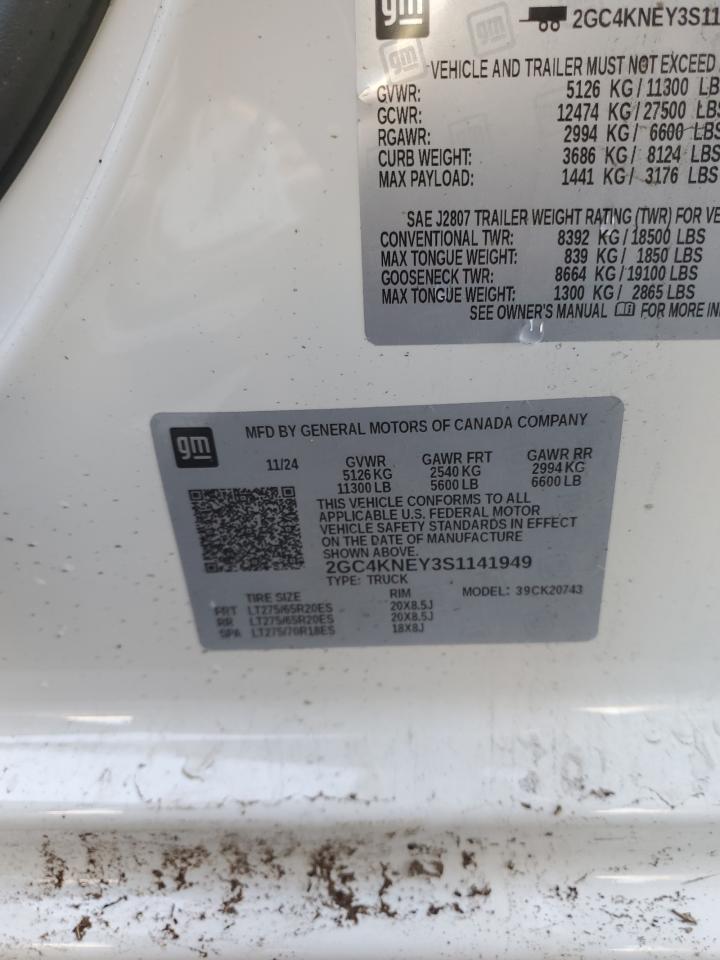 gm 2GC4KNEY3S11
VEHICLE AND TRAILER MUST NOT EXCEED
GVWR: 5126 KG/11300 LBS
GCWR: 12474 KG/27500 LBS
RGAWR: 2994 KG/ 6600 LBS
CURB WEIGHT: 3686 KG/ 8124 LBS
MAX PAYLOAD: 1441 KG/ 3176 LBS
SAE J2807 TRAILER WEIGHT RATING (TWR) FOR VE
CONVENTIONAL TWR: 8392 KG/18500 LBS
MAX TONGUE WEIGHT: 839 KG/ 1850 LBS
GOOSENECK TWR: 8664 KG/19100 LBS
MAX TONGUE WEIGHT: 1300 KG/ 2865 LBS
SEE OWNER'S MANUAL FOR MORE IN
gm MFD BY GENERAL MOTORS OF CANADA COMPANY
11/24 GVWR GAWR FRT GAWR RR
5126 KG 2540 KG 2994 KG
11300 LB 5600 LB 6600 LB
THIS VEHICLE CONFORMS TO ALL
APPLICABLE U.S. FEDERAL MOTOR
VEHICLE SAFETY STANDARDS IN EFFECT
ON THE DATE OF MANUFACTURE
SHOWN ABOVE.
2GC4KNEY3S1141949
TYPE: TRUCK
TIRE SIZE RIM MODEL: 39CK20743
FRT LT275/65R20ES 20X8.5J
RR LT275/65R20ES 20X8.5J
SPA LT275/70R18ES 18X8J